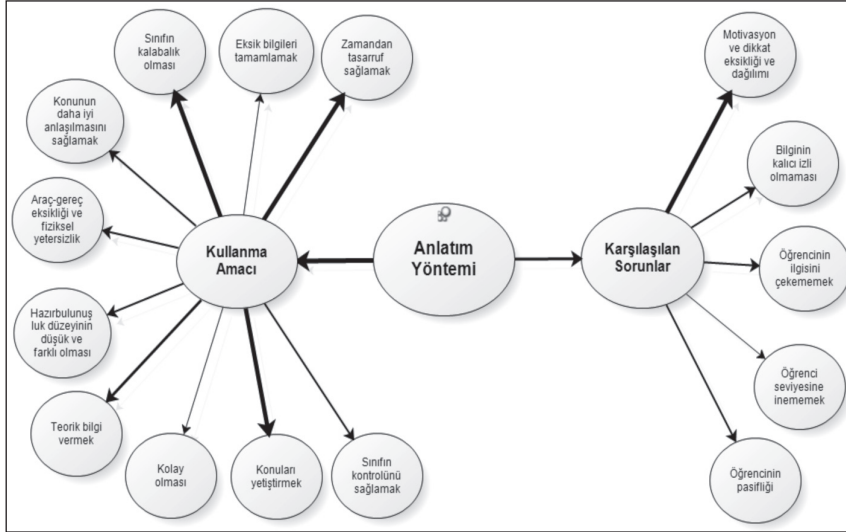 Sınıfın
kalabalık
olması
Eksik bilgileri
tamamlamak
Zamandan
tasarruf
sağlamak
Motivasyon
ve dikkat
eksikliği ve
dağılımı
Konunun
daha iyi
anlaşılmasını
sağlamak
Bilginin
kalıcı izli
olmaması
Araç-gereç
eksikliği ve
fiziksel
yetersizlik
Kullanma
Amacı
Anlatım
Yöntemi
Karşılaşılan
Sorunlar
Öğrencinin
ilgisini
çekememek
Hazırbulunuş
luk düzeyinin
düşük ve
farklı olması
Öğrenci
seviyesine
inememek
Teorik bilgi
vermek
Kolay
olması
Konuları
yetiştirmek
Sınıfın
kontrolünü
sağlamak
Öğrencinin
pasifliği